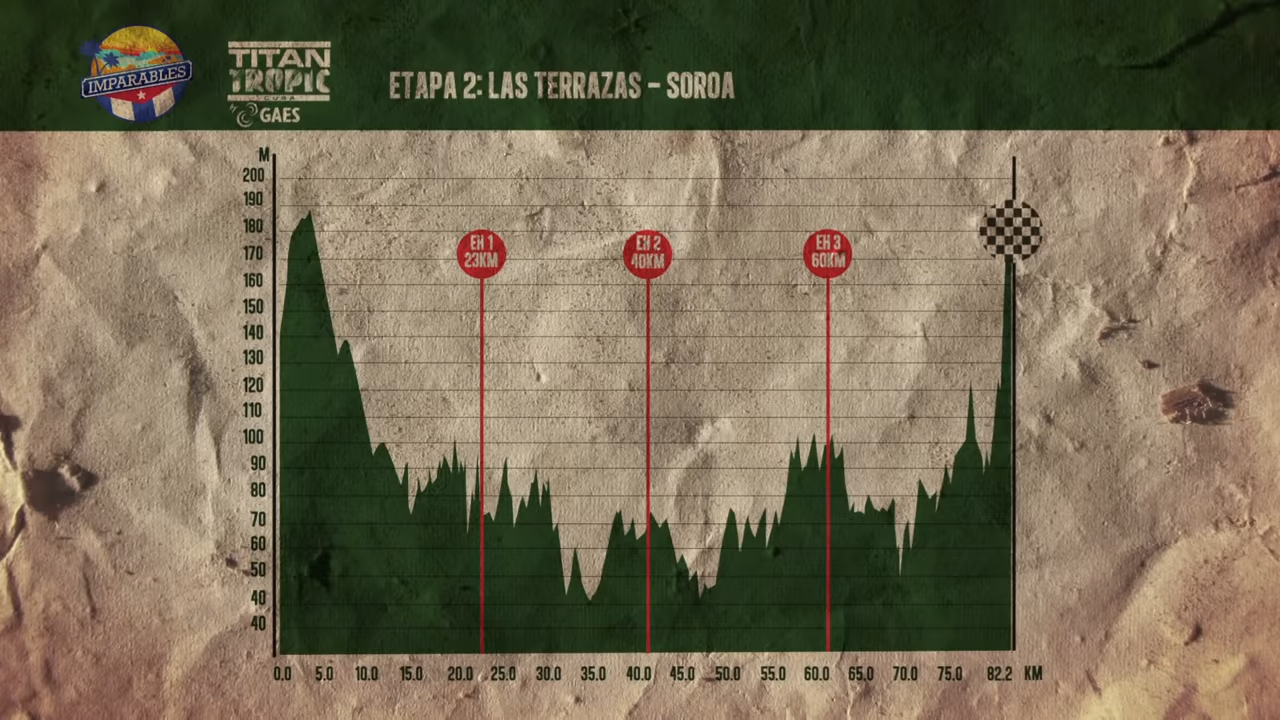 IMPARABLES
TITAN
TROPIC
CUBA
GAES
ETAPA 2: LAS TERRAZAS – SOROA
M
200
190
180
170
160
150
140
130
120
110
100
90
80
70
60
50
40
40
EH 1
23KM
EH 2
40KM
EH 3
60KM
0.0 5.0 10.0 15.0 20.0 25.0 30.0 35.0 40.0 45.0 50.0 55.0 60.0 65.0 70.0 75.0 82.2 KM